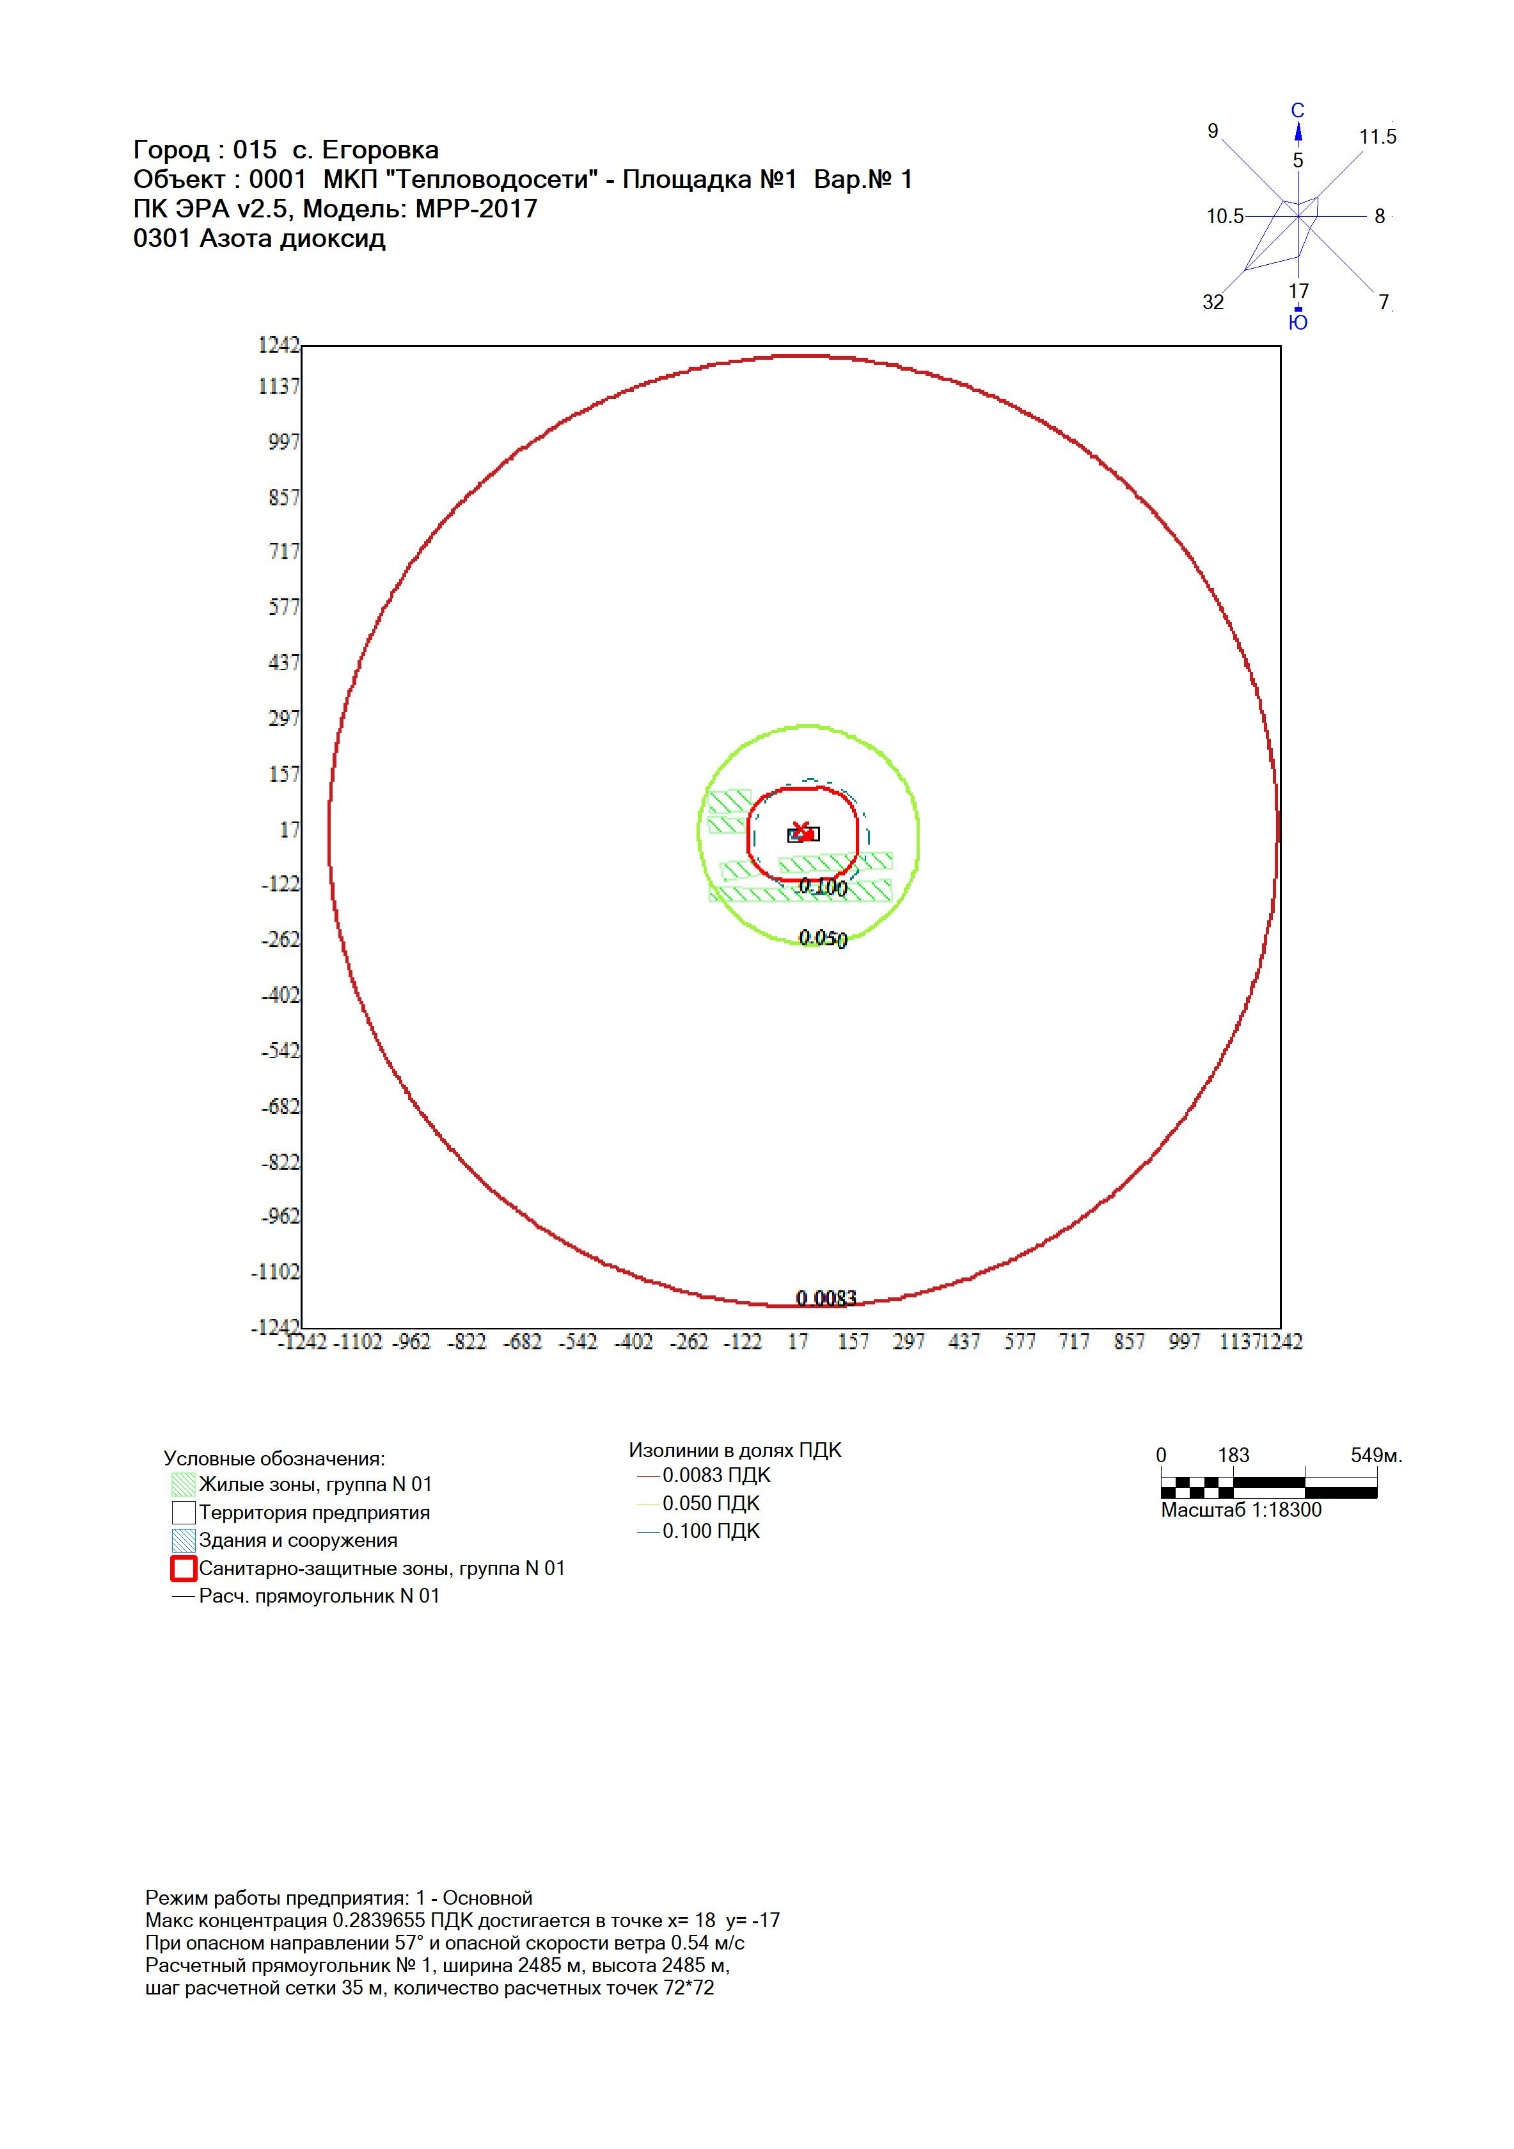 Город : 015 с. Егоровка
Объект : 0001 МКП "Тепловодосети" - Площадка №1 Вар.№ 1
ПК ЭРА v2.5, Модель: МРР-2017
0301 Азота диоксид
С
9
11.5
5
10.5
8
32
17
7
Ю
1242
1137
997
857
717
577
437
297
157
17
-122
-262
-402
-542
-682
-822
-962
-1102
-1242
0.100
0.050
0.0083
-1242 -1102 -962 -822 -682 -542 -402 -262 -122 17 157 297 437 577 717 857 997 1137 1242
Условные обозначения:
Жилые зоны, группа N 01
Территория предприятия
Здания и сооружения
Санитарно-защитные зоны, группа N 01
Расч. прямоугольник N 01
Изолинии в долях ПДК
0.0083 ПДК
0.050 ПДК
0.100 ПДК
0 183 549м.
Масштаб 1:18300
Режим работы предприятия: 1 - Основной
Макс концентрация 0.2839655 ПДК достигается в точке x= 18 y= -17
При опасном направлении 57° и опасной скорости ветра 0.54 м/с
Расчетный прямоугольник № 1, ширина 2485 м, высота 2485 м,
шаг расчетной сетки 35 м, количество расчетных точек 72*72